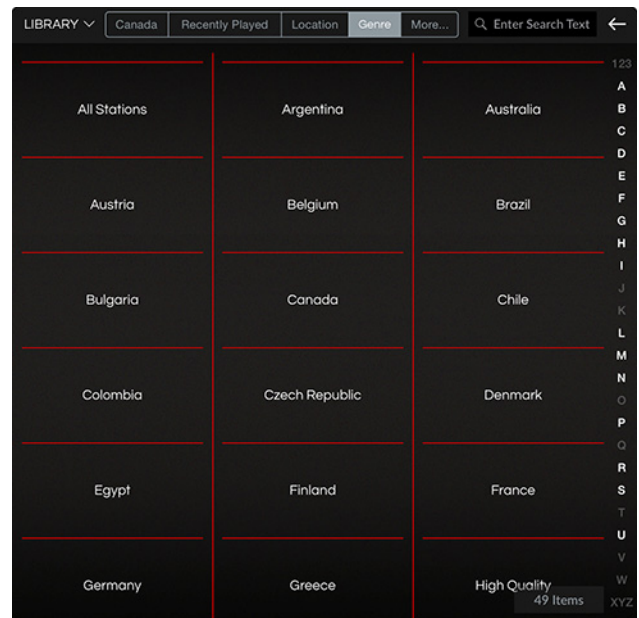 LIBRARY Canada Recently Played Location Genre More... Enter Search Text
123
All Stations Argentina Australia
Austria Belgium Brazil
Bulgaria Canada Chile
Colombia Czech Republic Denmark
Egypt Finland France
Germany Greece High Quality
49 Items
A
B
C
D
E
F
G
H
I
J
K
L
M
N
O
P
Q
R
S
T
U
V
W
XYZ